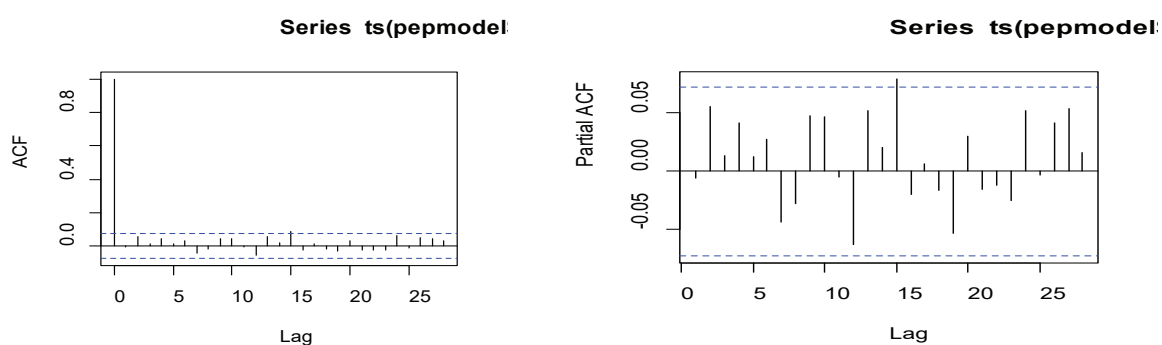 Series ts(pepmodel
ACF
0.0 0.4 0.8
0 5 10 15 20 25
Lag
Series ts(pepmodel
Partial ACF
-0.05 0.00 0.05
0 5 10 15 20 25
Lag